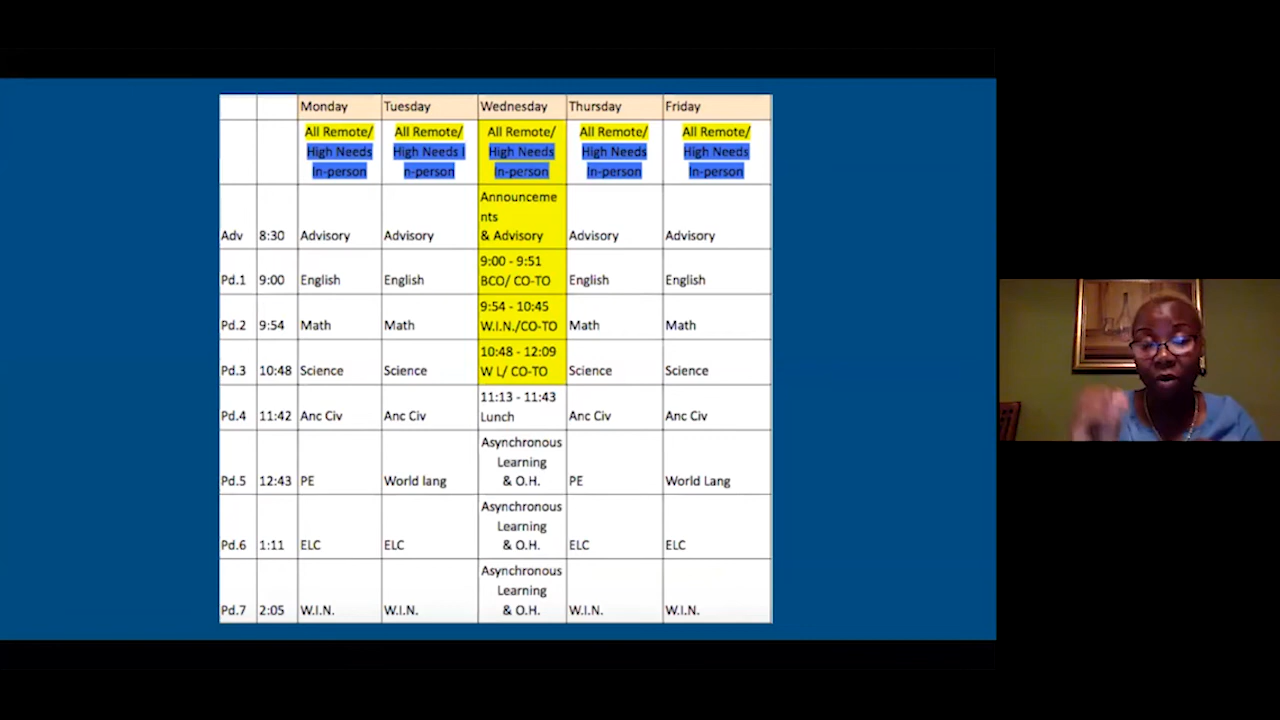 Monday Tuesday Wednesday Thursday Friday
All Remote/ All Remote/ All Remote/ All Remote/ All Remote/
High Needs High Needs I High Needs High Needs High Needs
In-person n-person In-person In-person In-person
Announceme
nts
Adv 8:30 Advisory Advisory & Advisory Advisory Advisory
9:00 - 9:51
Pd.1 9:00 English English BCO/ CO-TO English English
9:54 - 10:45
Pd.2 9:54 Math Math W.I.N./CO-TO Math Math
10:48 - 12:09
Pd.3 10:48 Science Science W L/ CO-TO Science Science
11:13 - 11:43
Pd.4 11:42 Anc Civ Anc Civ Lunch Anc Civ Anc Civ
Asynchronous
Learning
Pd.5 12:43 PE World lang & O.H. PE World Lang
Asynchronous
Learning
Pd.6 1:11 ELC ELC & O.H. ELC ELC
Asynchronous
Learning
Pd.7 2:05 W.I.N. W.I.N. & O.H. W.I.N. W.I.N.